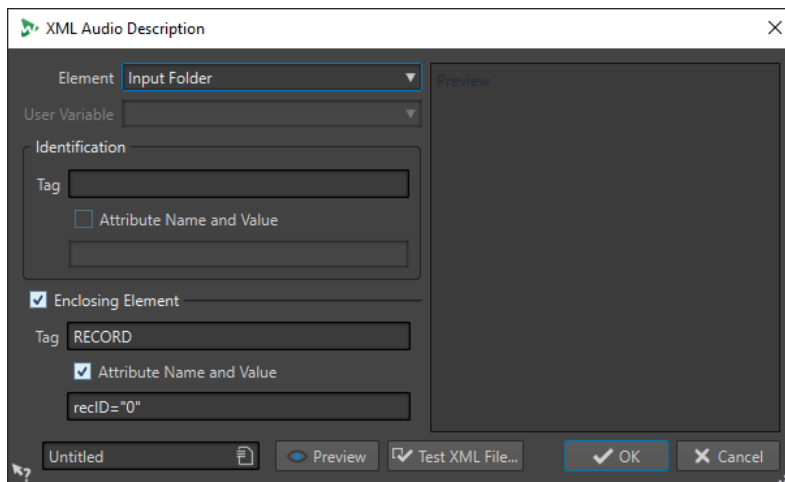 XML Audio Description
Element Input Folder
Preview
User Variable
Identification
Tag
Attribute Name and Value
Enclosing Element
Tag RECORD
Attribute Name and Value
recID="0"
Untitled Preview Test XML File... OK Cancel